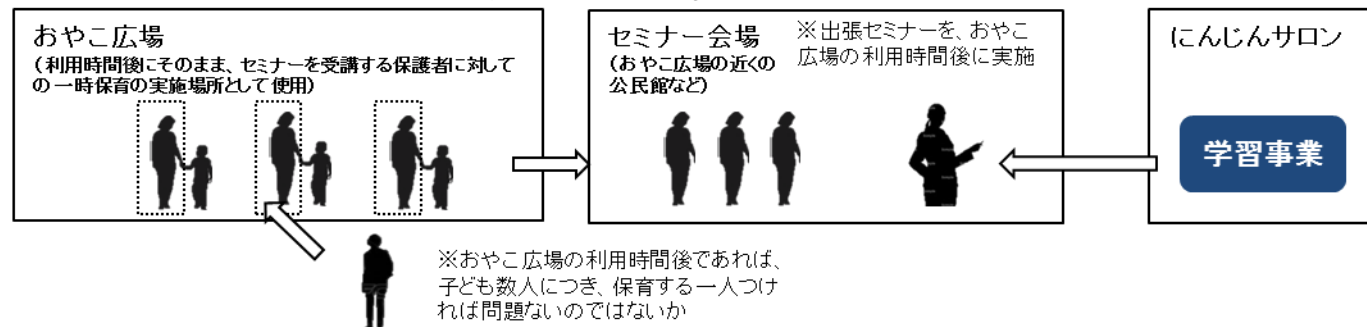 おやこ広場
(利用時間後にそのまま、セミナーを受講する保護者に対して
の一時保育の実施場所として使用)
セミナー会場
(おやこ広場の近くの
公民館など)
※出張セミナーを、おやこ
広場の利用時間後に実施
にんじんサロン
学習事業
※おやこ広場の利用時間後であれば、
子ども数人につき、保育する一人つけ
れば問題ないのではないか